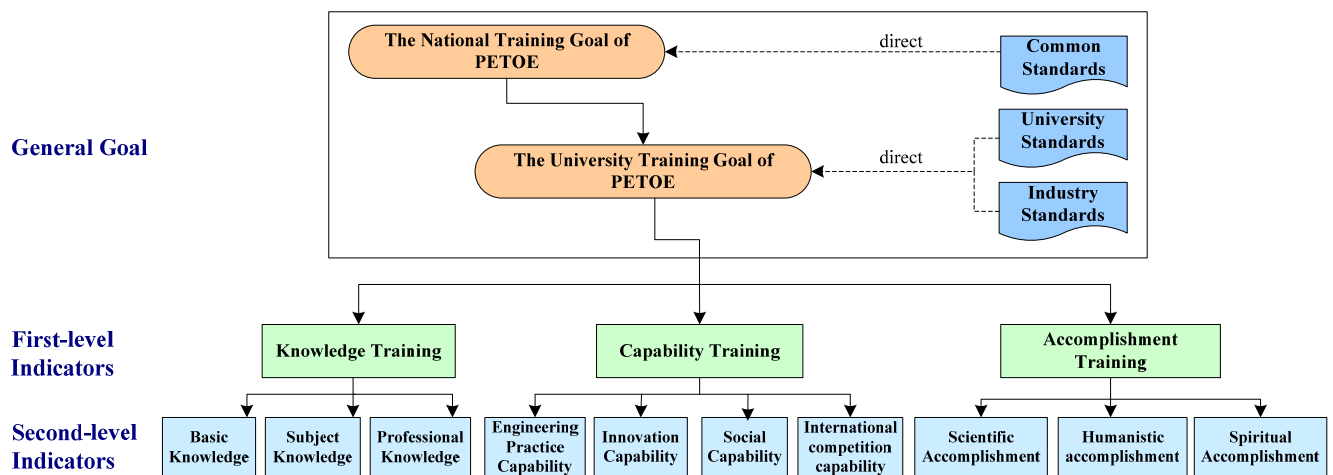 The National Training Goal of
PETOE
direct
Common
Standards
General Goal
The University Training Goal of
PETOE
direct
University
Standards
Industry
Standards
First-level
Indicators
Knowledge Training
Capability Training
Accomplishment
Training
Second-level
Indicators
Basic
Knowledge
Subject
Knowledge
Professional
Knowledge
Engineering
Practice
Capability
Innovation
Capability
Social
Capability
International
competition
capability
Scientific
Accomplishment
Humanistic
accomplishment
Spiritual
Accomplishment